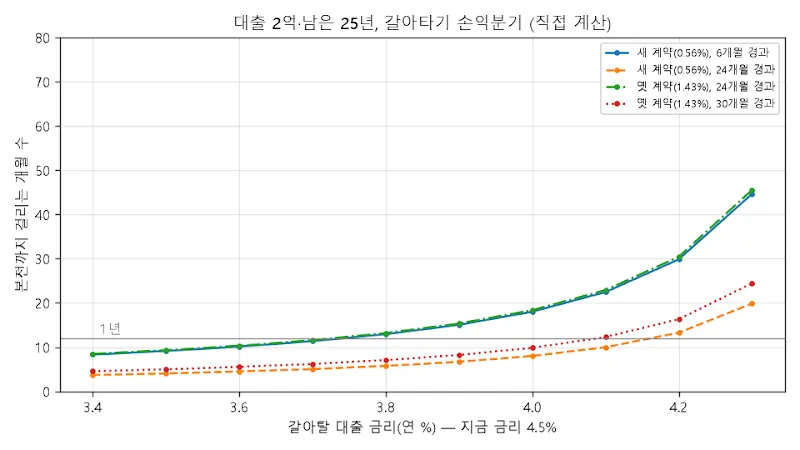 대출 2억·남은 25년, 갈아타기 손익분기 (직접 계산)
본전까지 걸리는 개월 수
80
70
60
50
40
30
20
10
0
1년
새 계약(0.56%), 6개월 경과
새 계약(0.56%), 24개월 경과
옛 계약(1.43%), 24개월 경과
옛 계약(1.43%), 30개월 경과
3.4 3.6 3.8 4.0 4.2
갈아탈 대출 금리(연 %) — 지금 금리 4.5%